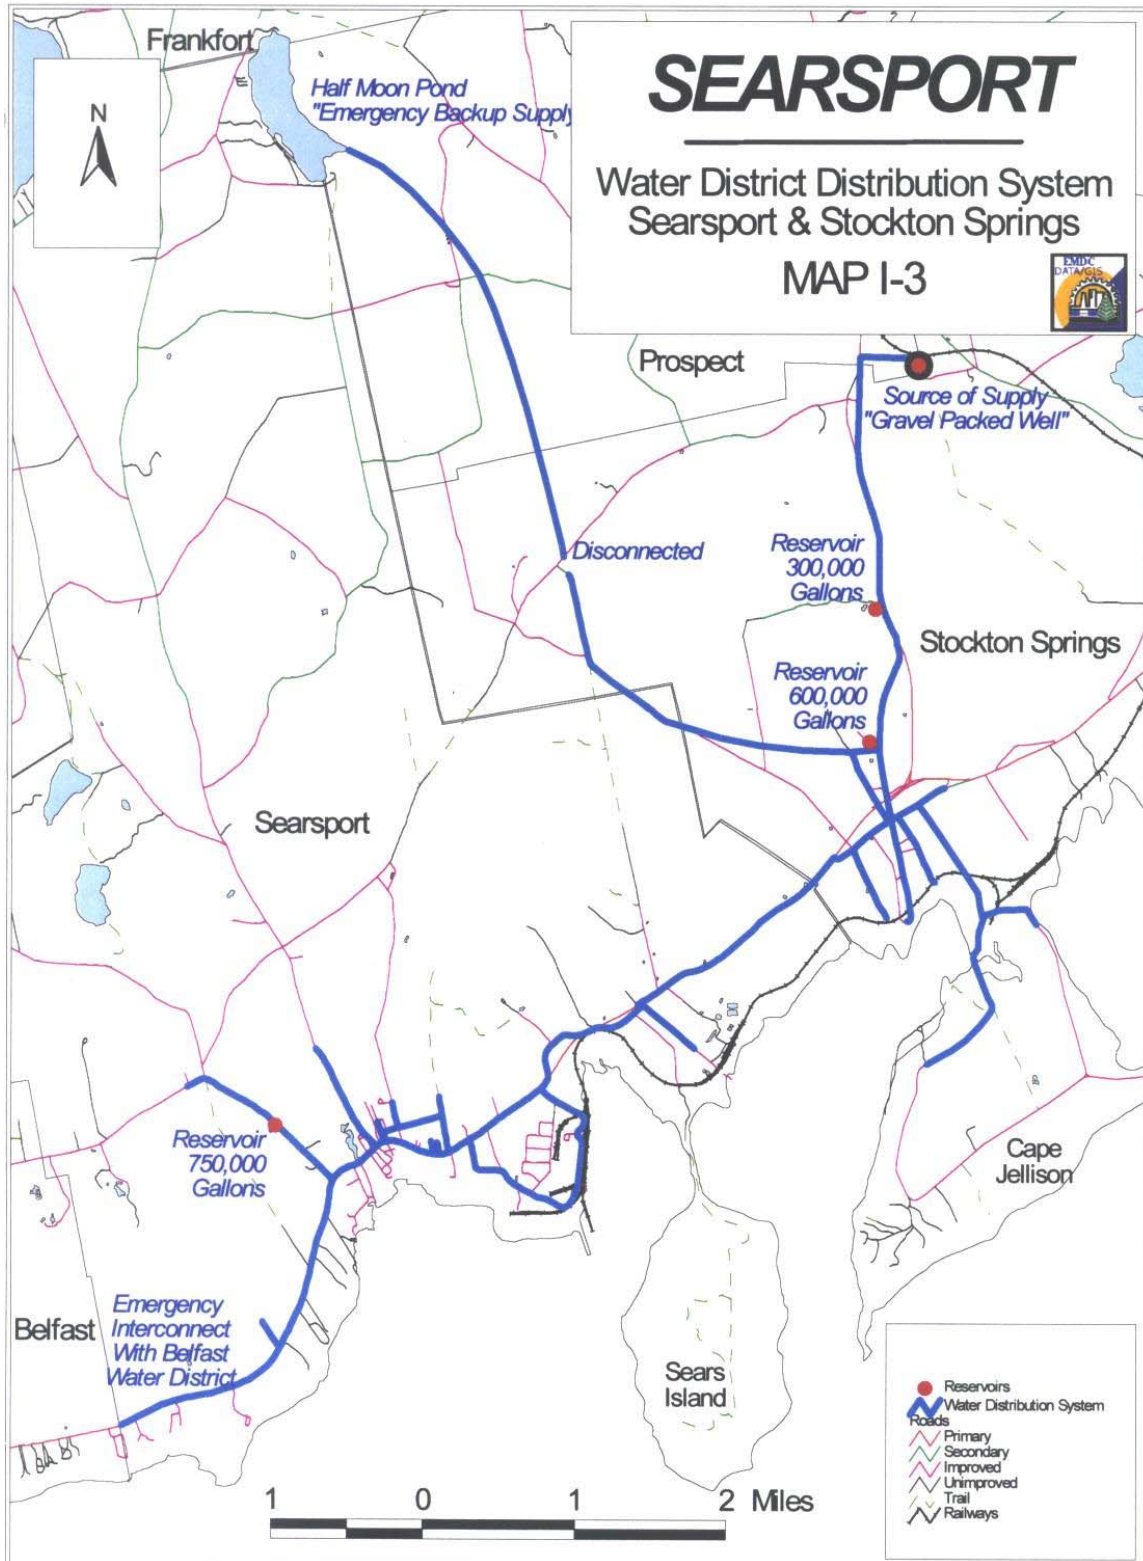 Frankfort
N
Half Moon Pond
"Emergency Backup Supply
SEARSPORT
Water District Distribution System
Searsport & Stockton Springs
MAP I-3
EMDC
DATA/GIS
Prospect
Source of Supply
"Gravel Packed Well"
Disconnected
Reservoir
300,000
Gallons
Stockton Springs
Reservoir
600,000
Gallons
Searsport
Reservoir
750,000
Gallons
Cape
Jellison
Belfast
Emergency
Interconnect
With Belfast
Water District
Sears
Island
Reservoirs
Water Distribution System
Roads
Primary
Secondary
Improved
Unimproved
Trail
Railways
1 0 1 2 Miles